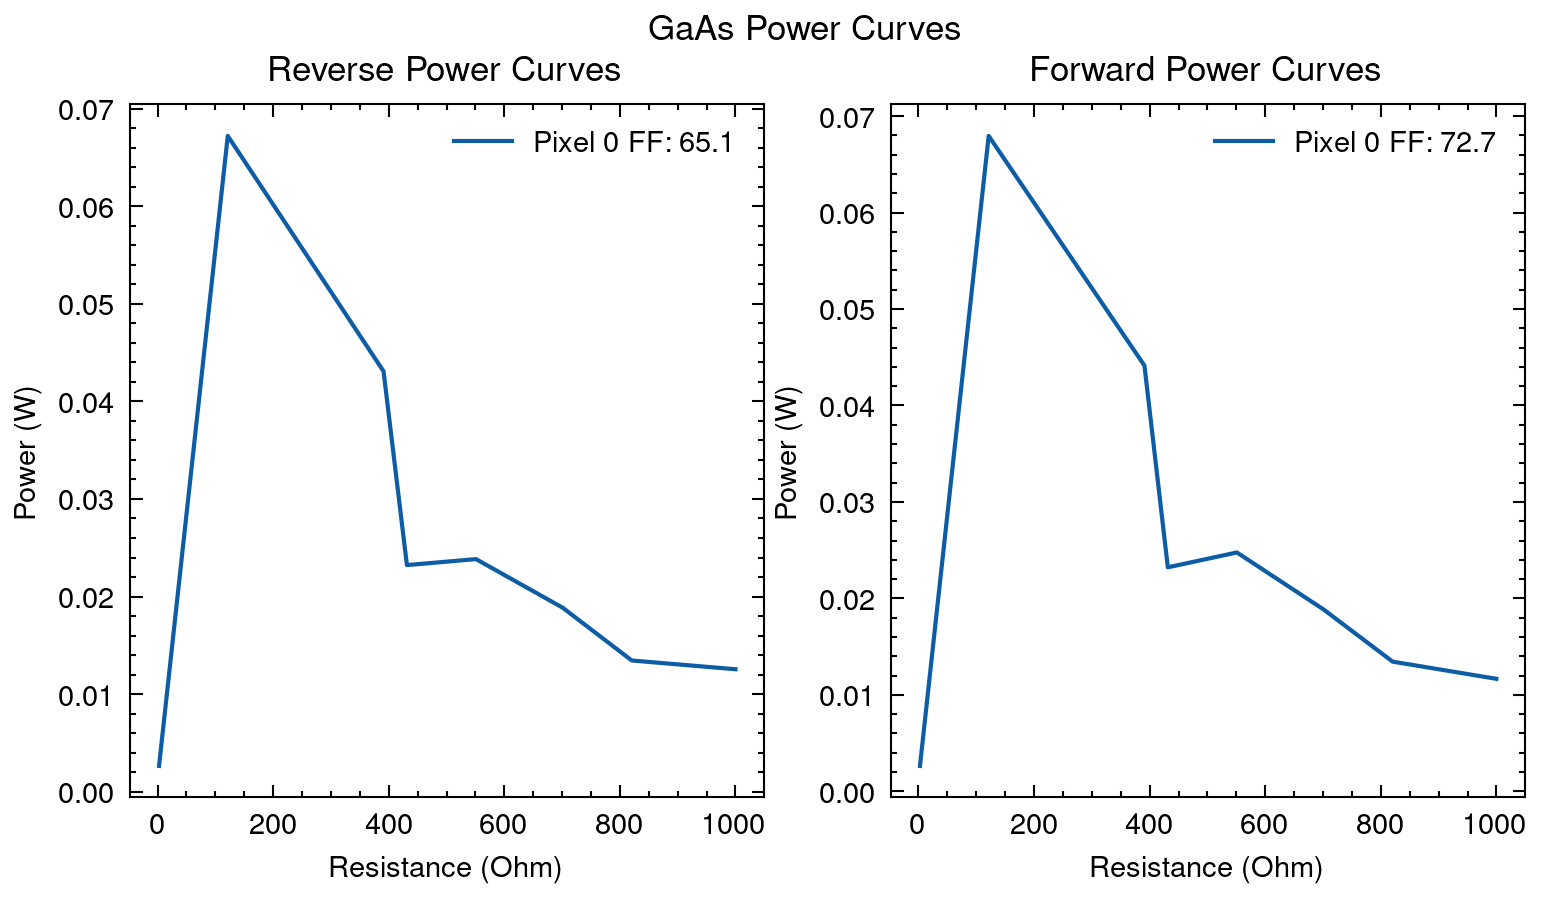 GaAs Power Curves
Reverse Power Curves
0.07
0.06
0.05
0.04
0.03
0.02
0.01
0.00
Power (W)
Pixel 0 FF: 65.1
0 200 400 600 800 1000
Resistance (Ohm)
Forward Power Curves
0.07
0.06
0.05
0.04
0.03
0.02
0.01
0.00
Power (W)
Pixel 0 FF: 72.7
0 200 400 600 800 1000
Resistance (Ohm)